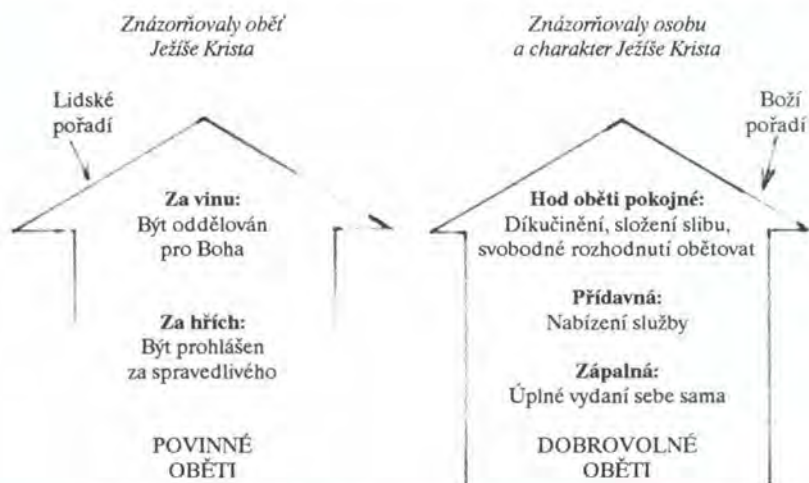 Znázorňovaly oběť
Ježíše Krista
Lidské
pořadí
Za vinu:
Být oddělován
pro Boha
Za hřích:
Být prohlášen
za spravedlivého
POVINNÉ
OBĚTI
Znázorňovaly osobu
a charakter Ježíše Krista
Boží
pořadí
Hod oběti pokojné:
Díkučinění, složení slibu,
svobodné rozhodnutí obětovat
Přídavná:
Nabízení služby
Zápalná:
Úplné vydaní sebe sama
DOBROVOLNÉ
OBĚTI